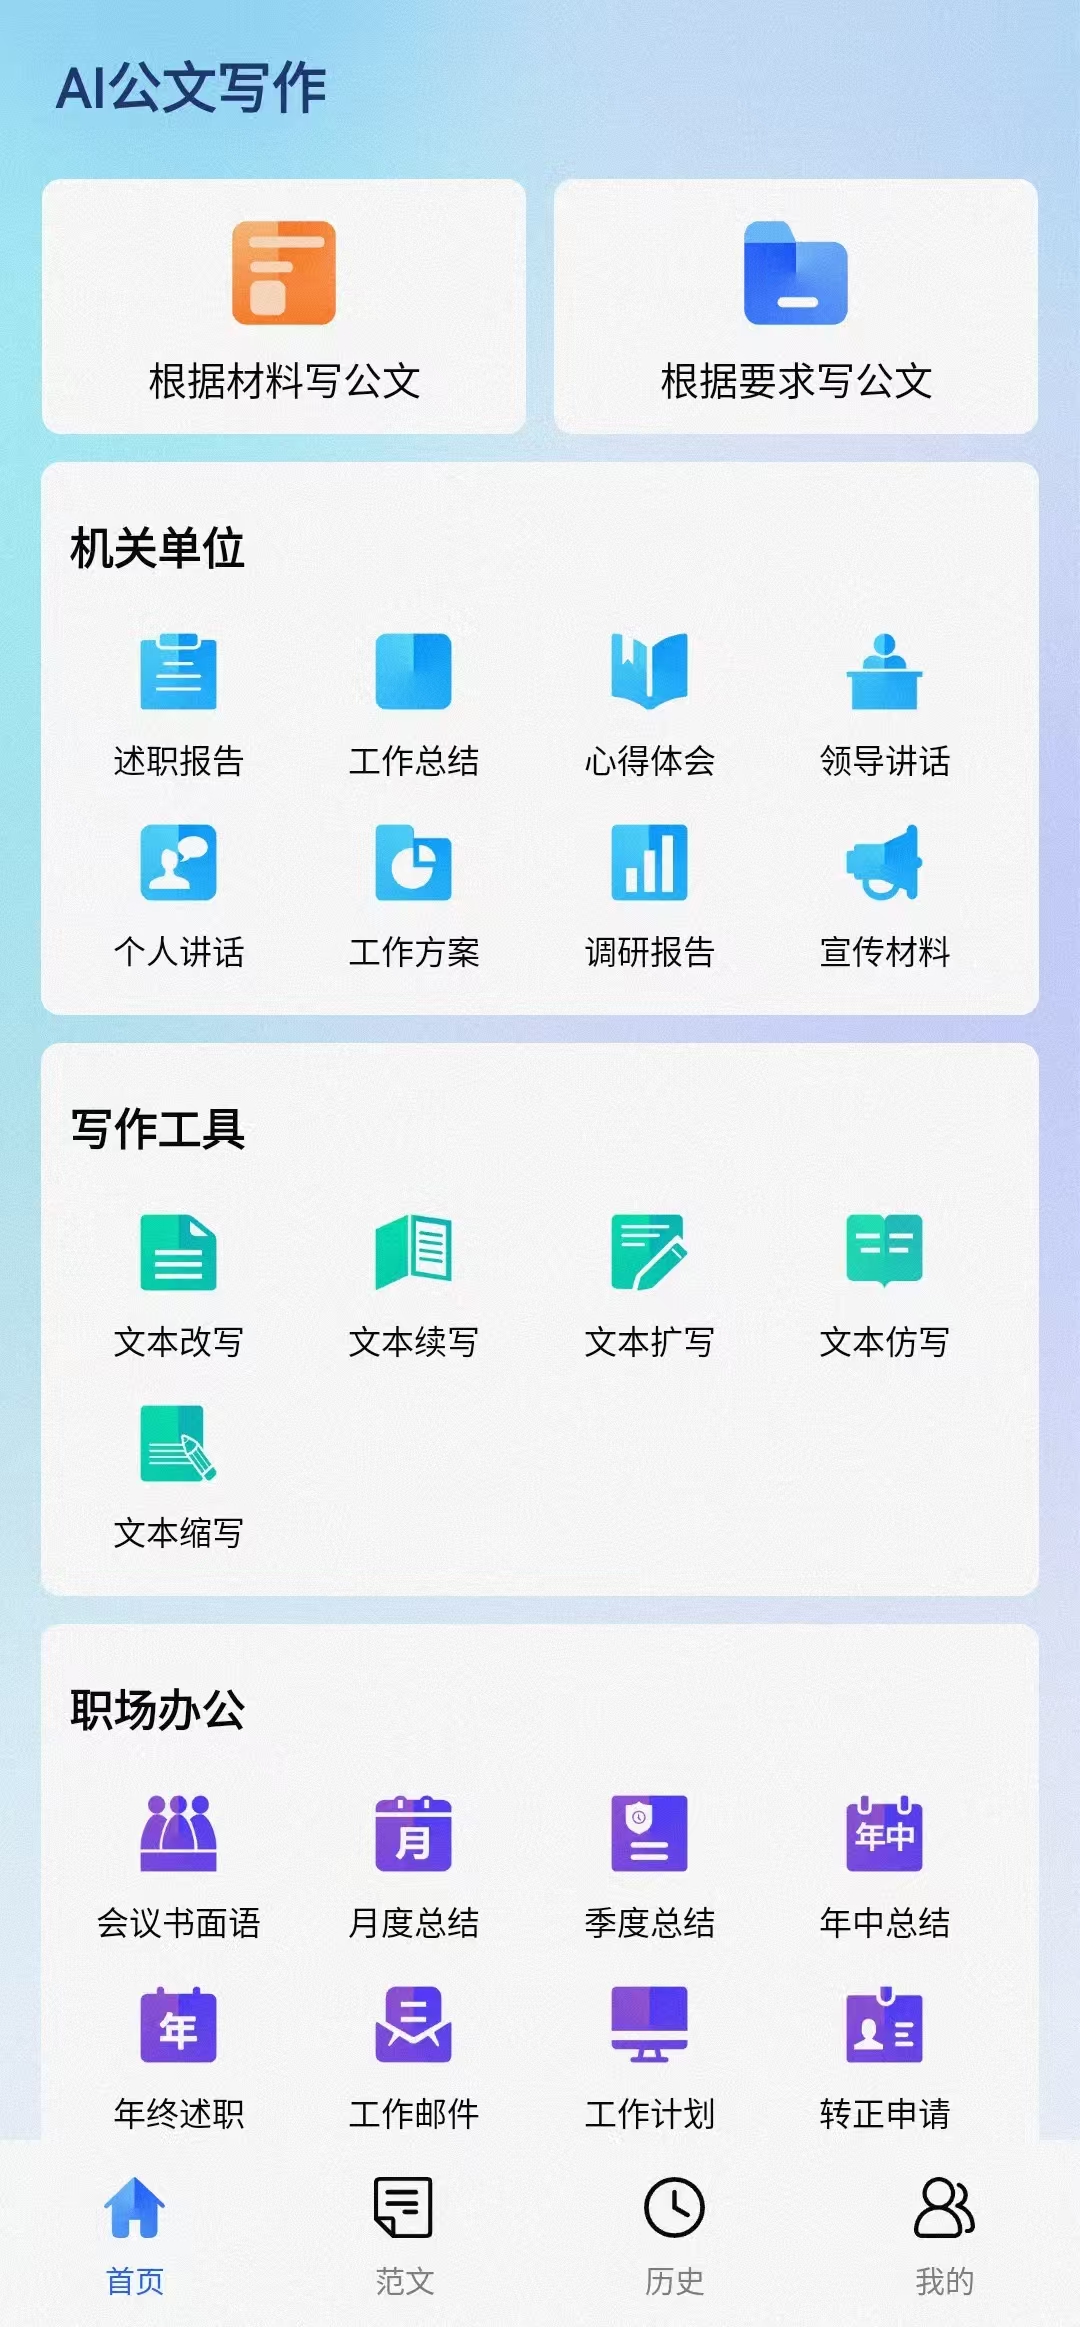 AI公文写作
根据材料写公文
根据要求写公文
机关单位
述职报告
工作总结
心得体会
领导讲话
个人讲话
工作方案
调研报告
宣传材料
写作工具
文本改写
文本续写
文本扩写
文本仿写
文本缩写
职场办公
月
年中
会议书面语
月度总结
季度总结
年中总结
年
年终述职
工作邮件
工作计划
转正申请
首页
范文
历史
我的